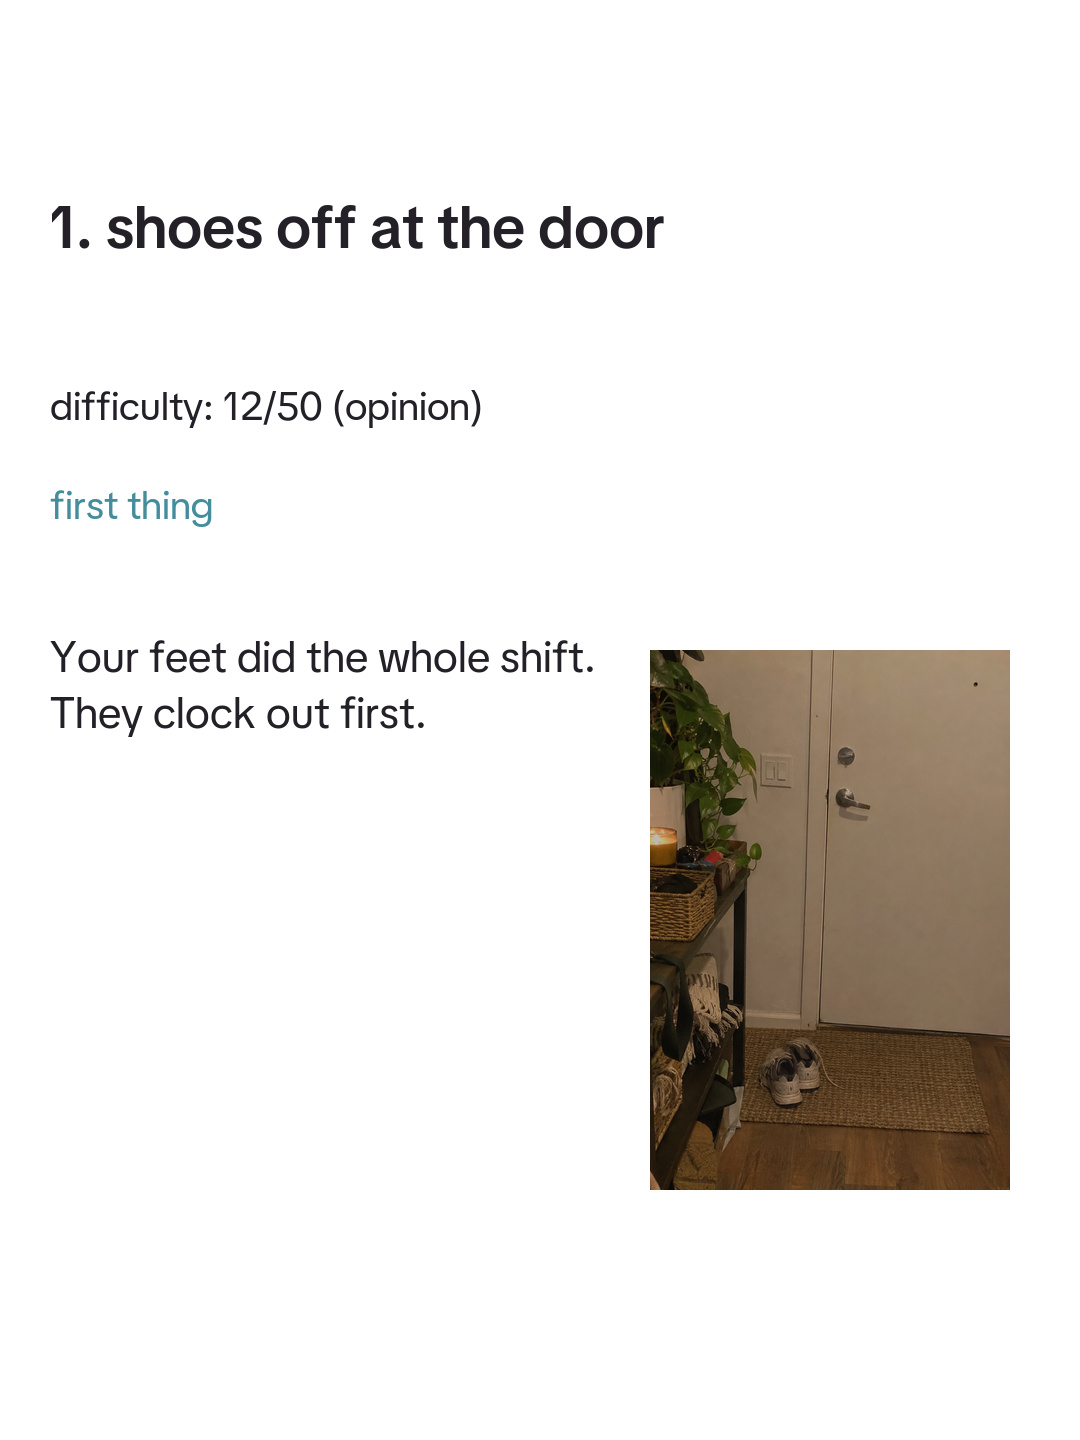 1. shoes off at the door
difficulty: 12/50 (opinion)
first thing
Your feet did the whole shift.
They clock out first.